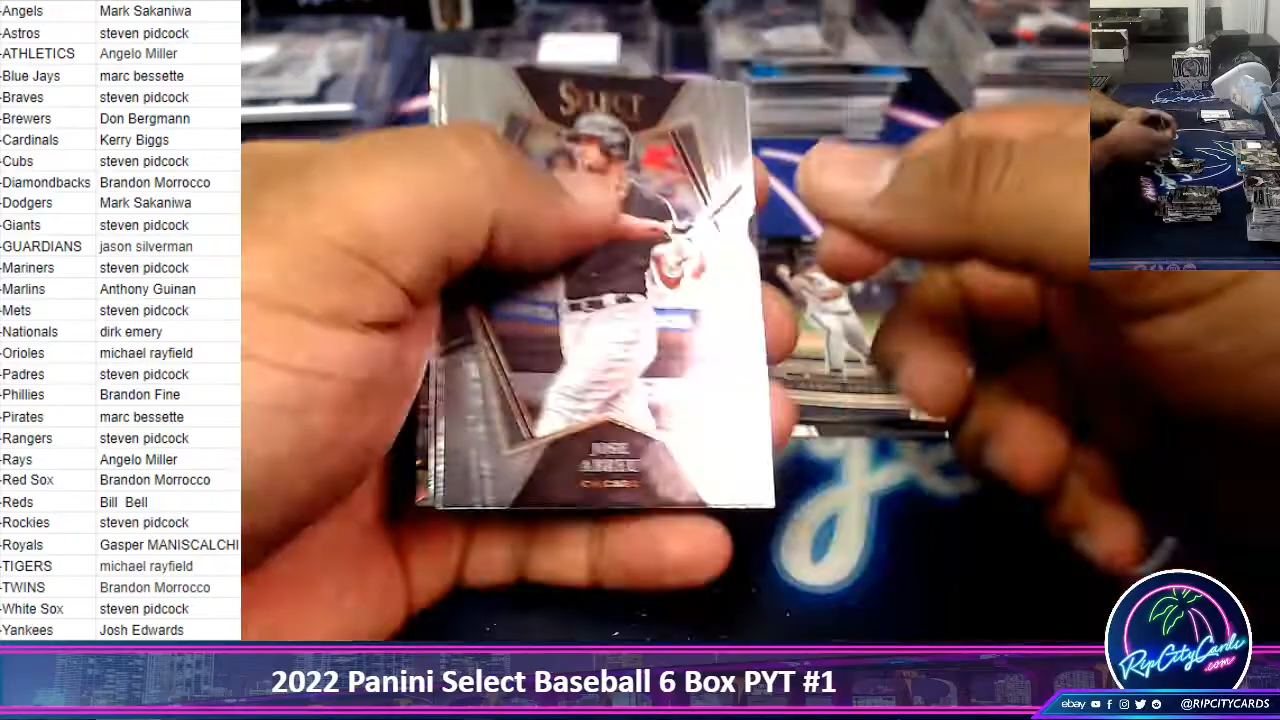 -Angels Mark Sakaniwa
-Astros steven pidcock
-ATHLETICS Angelo Miller
-Blue Jays marc bessette
-Braves steven pidcock
-Brewers Don Bergmann
-Cardinals Kerry Biggs
-Cubs steven pidcock
-Diamondbacks Brandon Morrocco
-Dodgers Mark Sakaniwa
-Giants steven pidcock
-GUARDIANS jason silverman
-Mariners steven pidcock
-Marlins Anthony Guinan
-Mets steven pidcock
-Nationals dirk emery
-Orioles michael rayfield
-Padres steven pidcock
-Phillies Brandon Fine
-Pirates marc bessette
-Rangers steven pidcock
-Rays Angelo Miller
-Red Sox Brandon Morrocco
-Reds Bill Bell
-Rockies steven pidcock
-Royals Gasper MANISCALCHI
-TIGERS michael rayfield
-TWINS Brandon Morrocco
-White Sox steven pidcock
-Yankees Josh Edwards
SELECT
JOSE
ABREU
CHICAGO
RipCityCards
.com
2022 Panini Select Baseball 6 Box PYT #1
ebay @RIPCITYCARDS